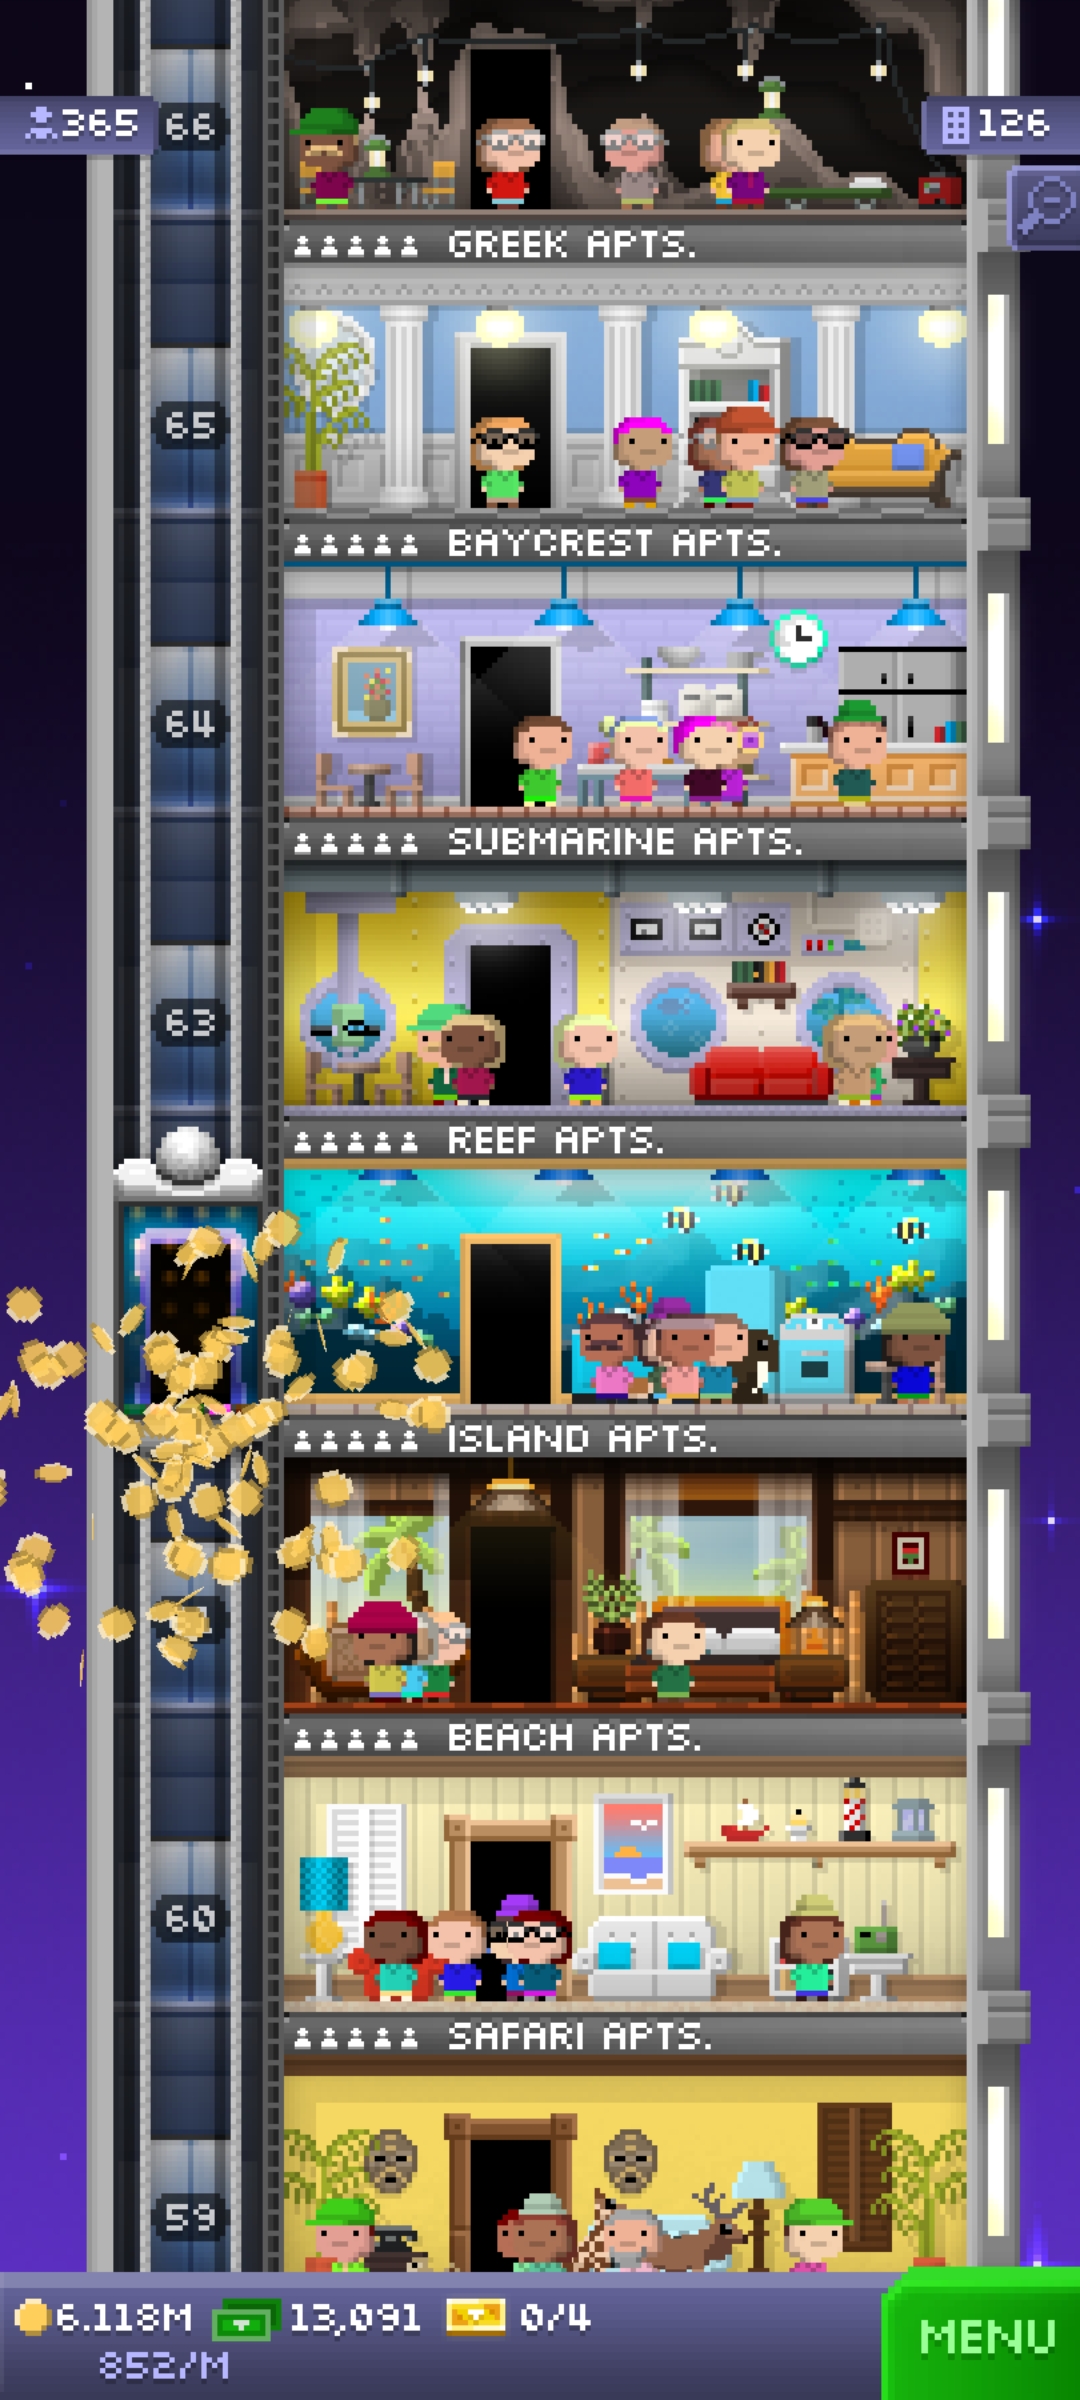 365
66
126
GREEK APTS.
65
BAYCREST APTS.
64
SUBMARINE APTS.
63
REEF APTS.
ISLAND APTS.
BEACH APTS.
60
SAFARI APTS.
59
6.118M 13,091 0/4
852/M
MENU